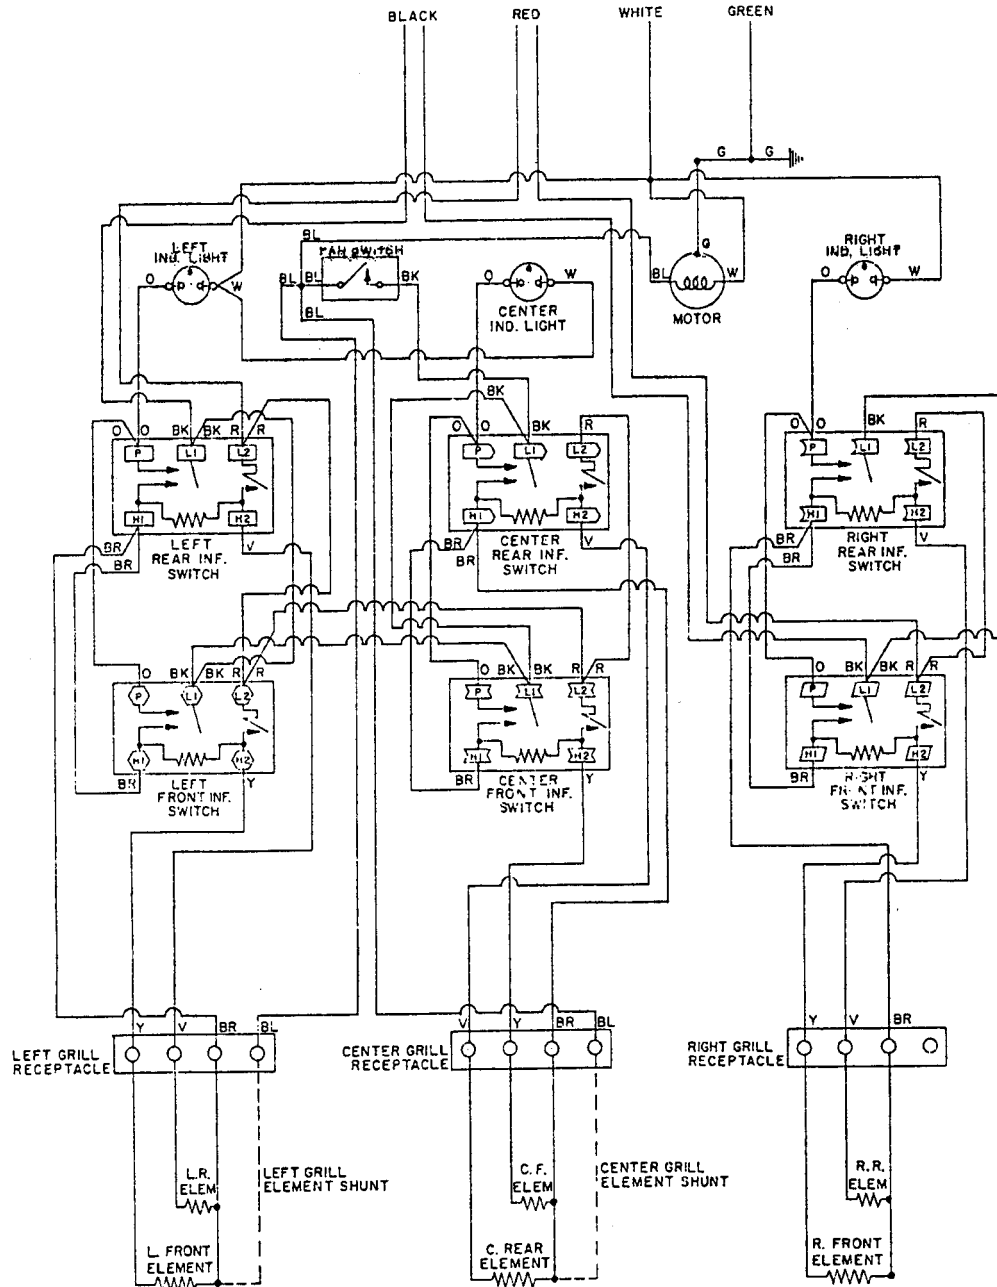 BLACK RED WHITE GREEN
G G
LEFT
IND. LIGHT
O W
BL
FAN SWITCH
BL BL BK
BL
O W
CENTER
IND. LIGHT
G
BL W
MOTOR
RIGHT
IND. LIGHT
O W
O O BK BK R R
P L1 L2
H1 H2
BR V
BR
LEFT
REAR INF.
SWITCH
BK
O O BK R
P L1 L2
H1 H2
BR V
BR
CENTER
REAR INF.
SWITCH
O O BK R
P L1 L2
H1 H2
BR V
BR
RIGHT
REAR INF.
SWITCH
O BK BK R R
P L1 L2
H1 H2
BR Y
LEFT
FRONT INF.
SWITCH
O BK BK R R
P L1 L2
H1 H2
BR Y
CENTER
FRONT INF.
SWITCH
O BK BK R R
P L1 L2
H1 H2
BR Y
RIGHT
FRONT INF.
SWITCH
Y V BR BL
LEFT GRILL
RECEPTACLE
V Y BR BL
CENTER GRILL
RECEPTACLE
Y V BR
RIGHT GRILL
RECEPTACLE
L.R.
ELEM
LEFT GRILL
ELEMENT SHUNT
L. FRONT
ELEMENT
C.F.
ELEM
CENTER GRILL
ELEMENT SHUNT
C. REAR
ELEMENT
R.R.
ELEM
R. FRONT
ELEMENT